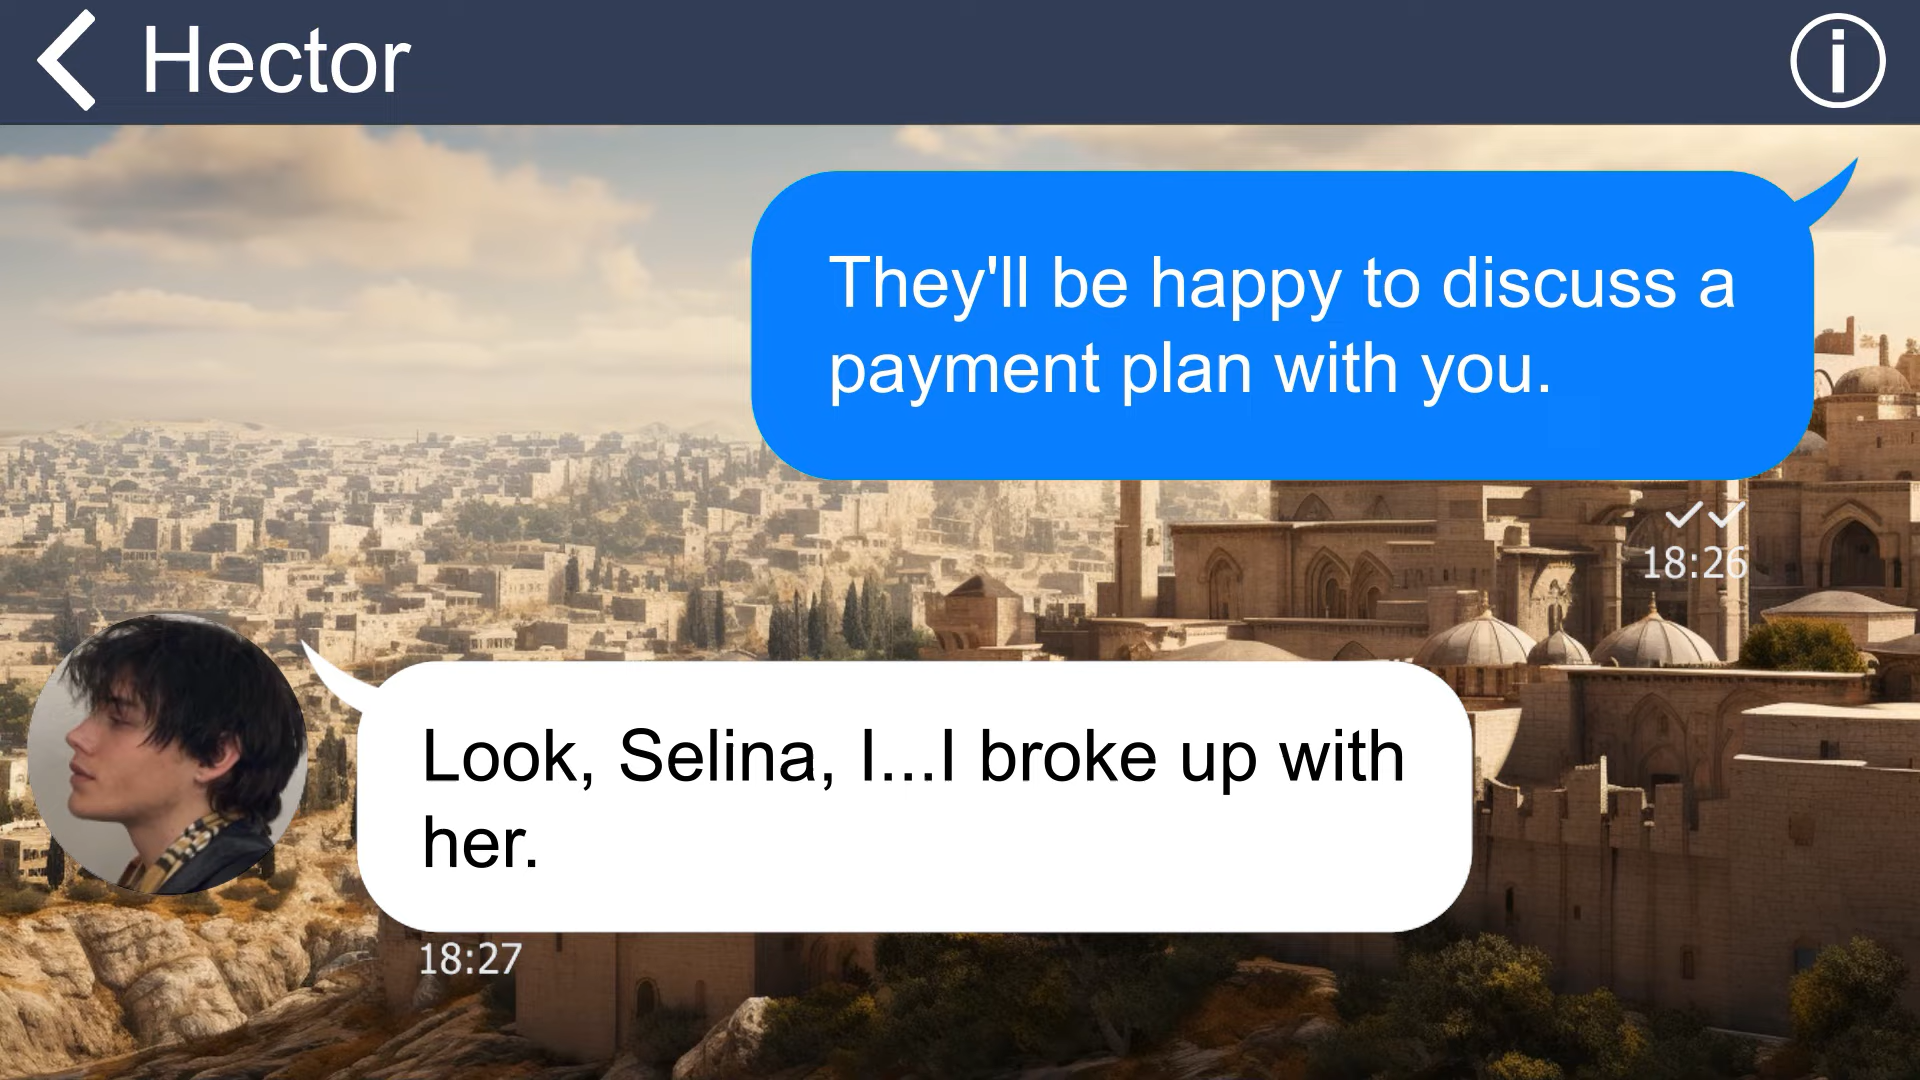 Hector
They'll be happy to discuss a
payment plan with you.
18:26
Look, Selina, I...I broke up with
her.
18:27